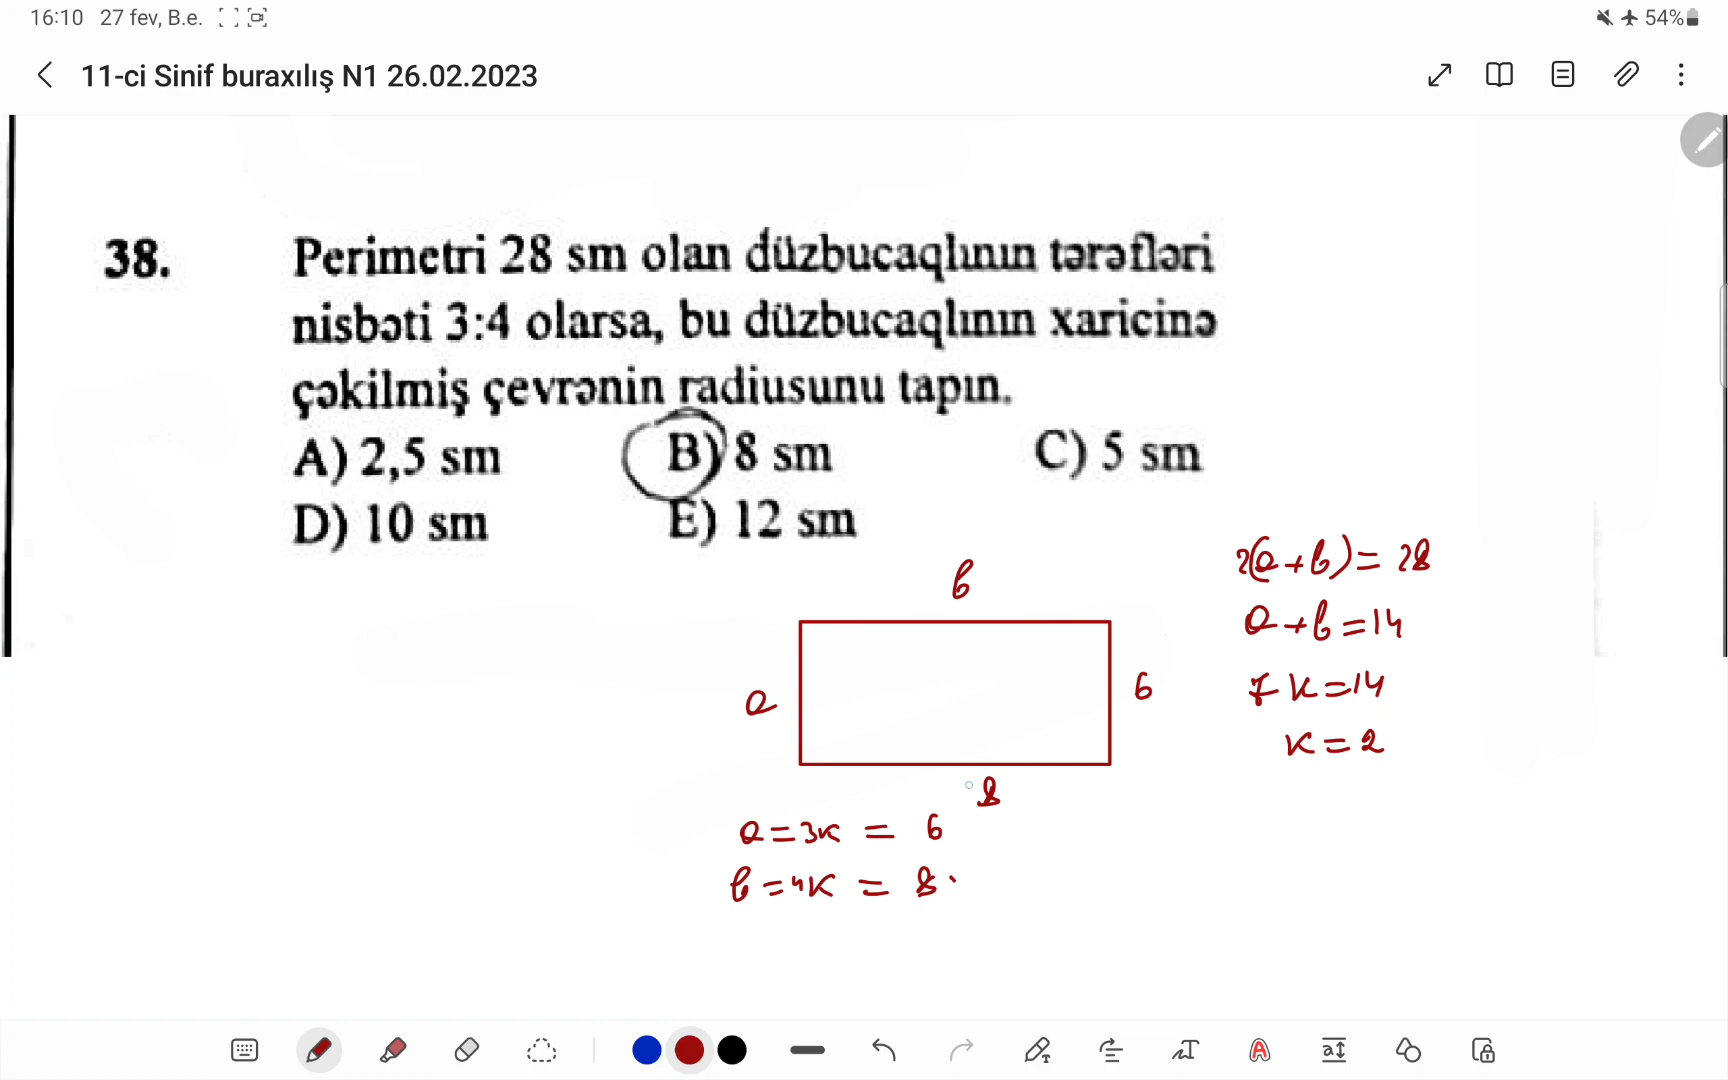 16:10 27 fev, B.e. 54%
11-ci Sinif buraxılış N1 26.02.2023
38. Perimetri 28 sm olan düzbucaqlının tərəfləri
nisbəti 3:4 olarsa, bu düzbucaqlının xaricinə
çəkilmiş çevrənin radiusunu tapın.
A) 2,5 sm B) 8 sm C) 5 sm
D) 10 sm E) 12 sm
2(a+b)=28
b
a+b=14
a 6
7k=14
k=2
8
a=3k = 6
b=4k = 8.